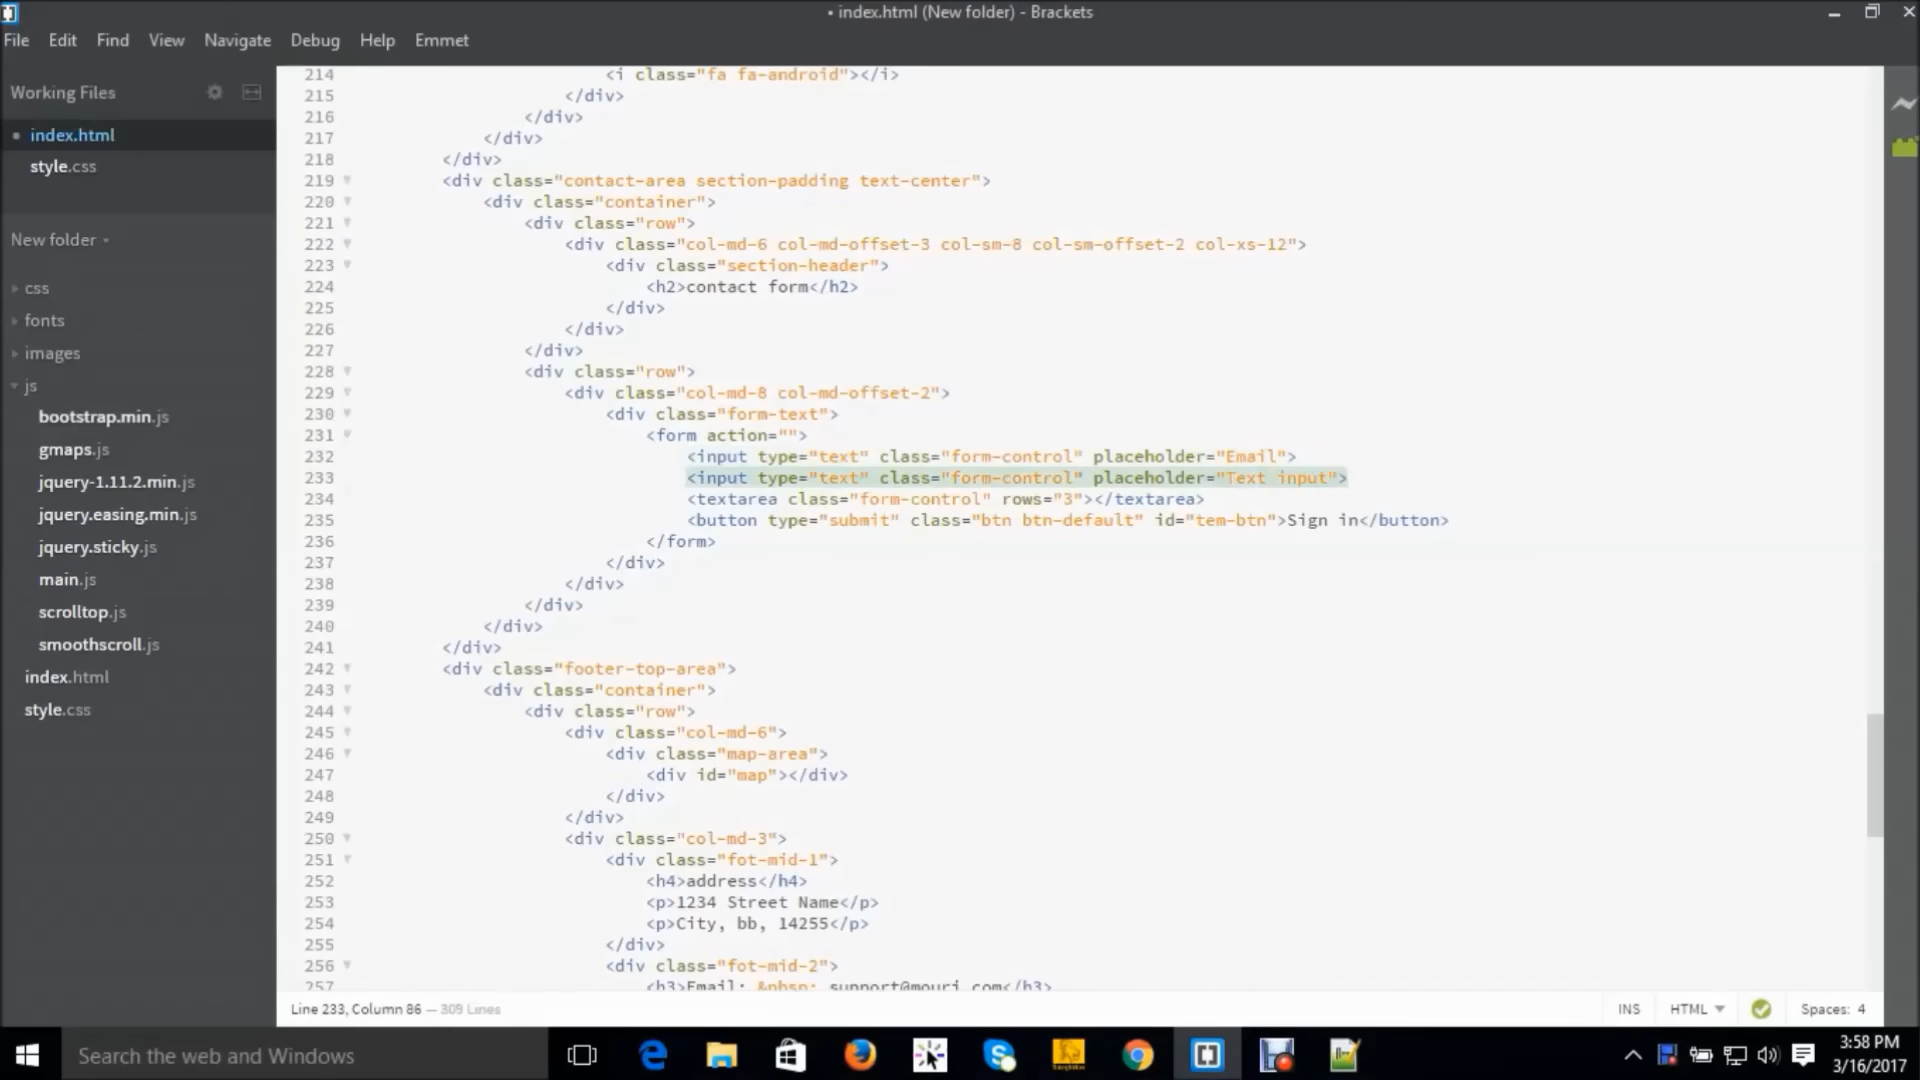 • index.html (New folder) - Brackets
File Edit Find View Navigate Debug Help Emmet
Working Files
index.html
style.css
New folder
css
fonts
images
js
bootstrap.min.js
gmaps.js
jquery-1.11.2.min.js
jquery.easing.min.js
jquery.sticky.js
main.js
scrolltop.js
smoothscroll.js
index.html
style.css
214 <i class="fa fa-android"></i>
215 </div>
216 </div>
217 </div>
218 </div>
219 <div class="contact-area section-padding text-center">
220 <div class="container">
221 <div class="row">
222 <div class="col-md-6 col-md-offset-3 col-sm-8 col-sm-offset-2 col-xs-12">
223 <div class="section-header">
224 <h2>contact form</h2>
225 </div>
226 </div>
227 </div>
228 <div class="row">
229 <div class="col-md-8 col-md-offset-2">
230 <div class="form-text">
231 <form action="">
232 <input type="text" class="form-control" placeholder="Email">
233 <input type="text" class="form-control" placeholder="Text input">
234 <textarea class="form-control" rows="3"></textarea>
235 <button type="submit" class="btn btn-default" id="tem-btn">Sign in</button>
236 </form>
237 </div>
238 </div>
239 </div>
240 </div>
241 </div>
242 <div class="footer-top-area">
243 <div class="container">
244 <div class="row">
245 <div class="col-md-6">
246 <div class="map-area">
247 <div id="map"></div>
248 </div>
249 </div>
250 <div class="col-md-3">
251 <div class="fot-mid-1">
252 <h4>address</h4>
253 <p>1234 Street Name</p>
254 <p>City, bb, 14255</p>
255 </div>
256 <div class="fot-mid-2">
257 <h3>Email: &nbsp; support@mouri.com</h3>
Line 233, Column 86 — 309 Lines
INS HTML Spaces: 4
Search the web and Windows
3:58 PM
3/16/2017